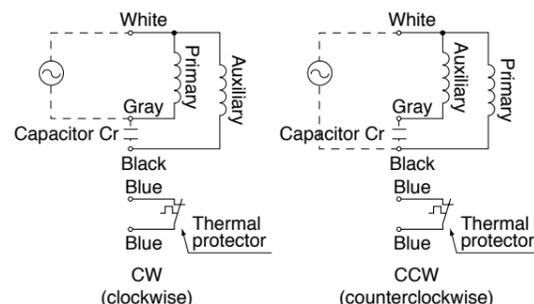 White
Primary
Auxiliary
Gray
Capacitor Cr
Black
Blue
Thermal
protector
Blue
CW
(clockwise)
White
Auxiliary
Primary
Gray
Capacitor Cr
Black
Blue
Thermal
protector
Blue
CCW
(counterclockwise)